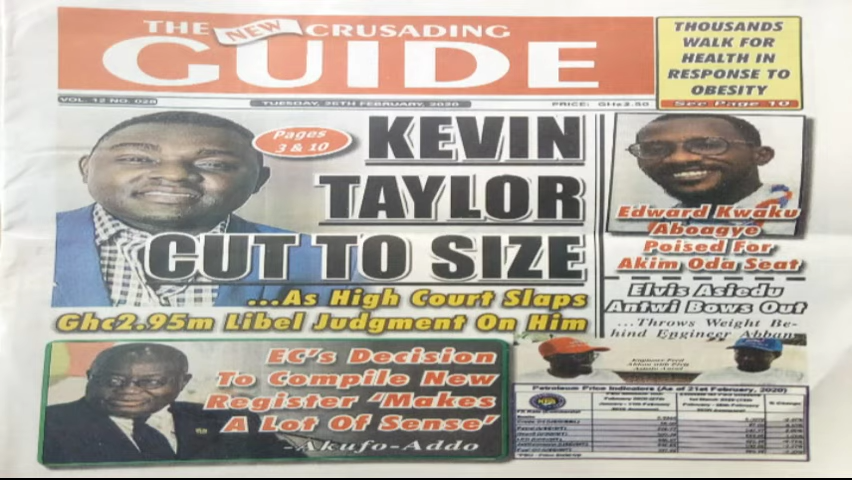 THE NEW CRUSADING
GUIDE
VOL. 12 NO. 028
TUESDAY, 25TH FEBRUARY, 2020
PRICE: GHs2.50
THOUSANDS
WALK FOR
HEALTH IN
RESPONSE TO
OBESITY
See Page 10
Pages
3 & 10
KEVIN
TAYLOR
CUT TO SIZE
...As High Court Slaps
Ghc2.95m Libel Judgment On Him
Edward Kwaku
Aboagye
Poised For
Akim Oda Seat
Elvis Asiedu
Antwi Bows Out
...Throws Weight Be-
hind Engineer Ahban
EC's Decision
To Compile New
Register 'Makes
A Lot Of Sense'
-Akufo-Addo
Petroleum Price Indicators (As of 21st February, 2020)
% Change